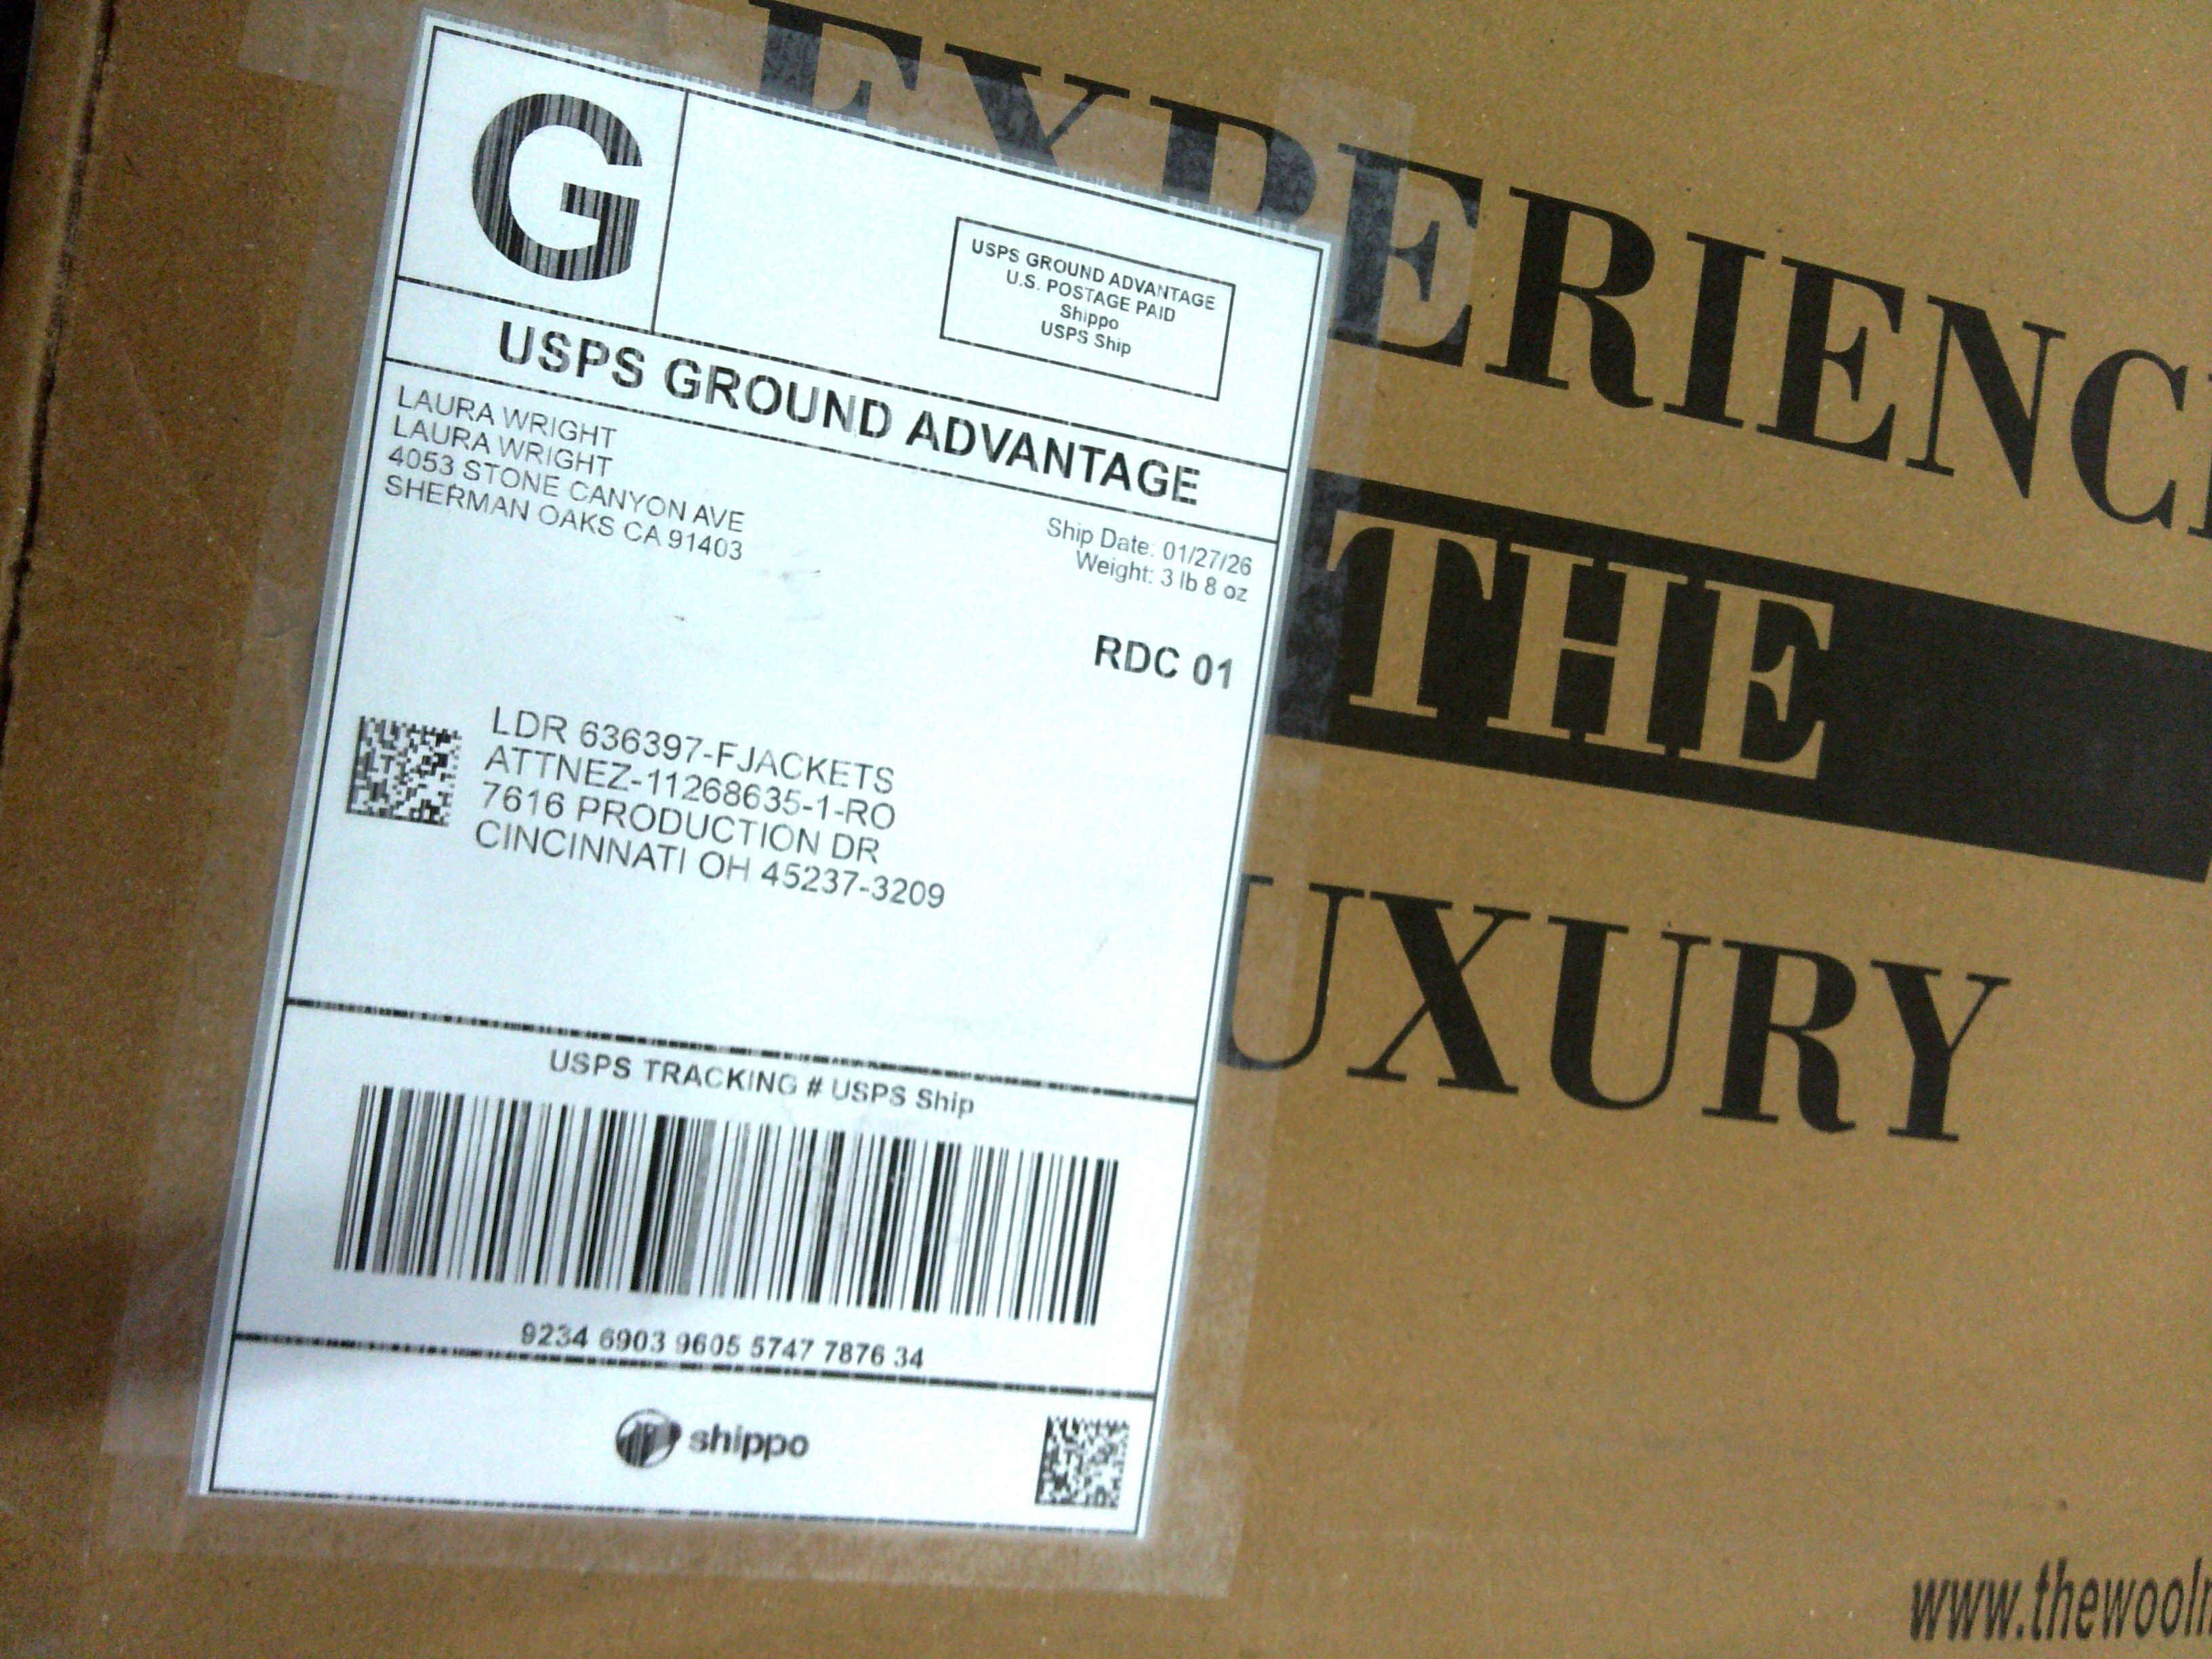 G
USPS GROUND ADVANTAGE
U.S. POSTAGE PAID
Shippo
USPS Ship
USPS GROUND ADVANTAGE
LAURA WRIGHT
LAURA WRIGHT
4053 STONE CANYON AVE
SHERMAN OAKS CA 91403
Ship Date: 01/27/26
Weight: 3 lb 8 oz
RDC 01
LDR 636397-FJACKETS
ATTNEZ-11268635-1-RO
7616 PRODUCTION DR
CINCINNATI OH 45237-3209
USPS TRACKING # USPS Ship
9234 6903 9605 5747 7876 34
shippo
EXPERIENC
THE
UXURY
www.thewool